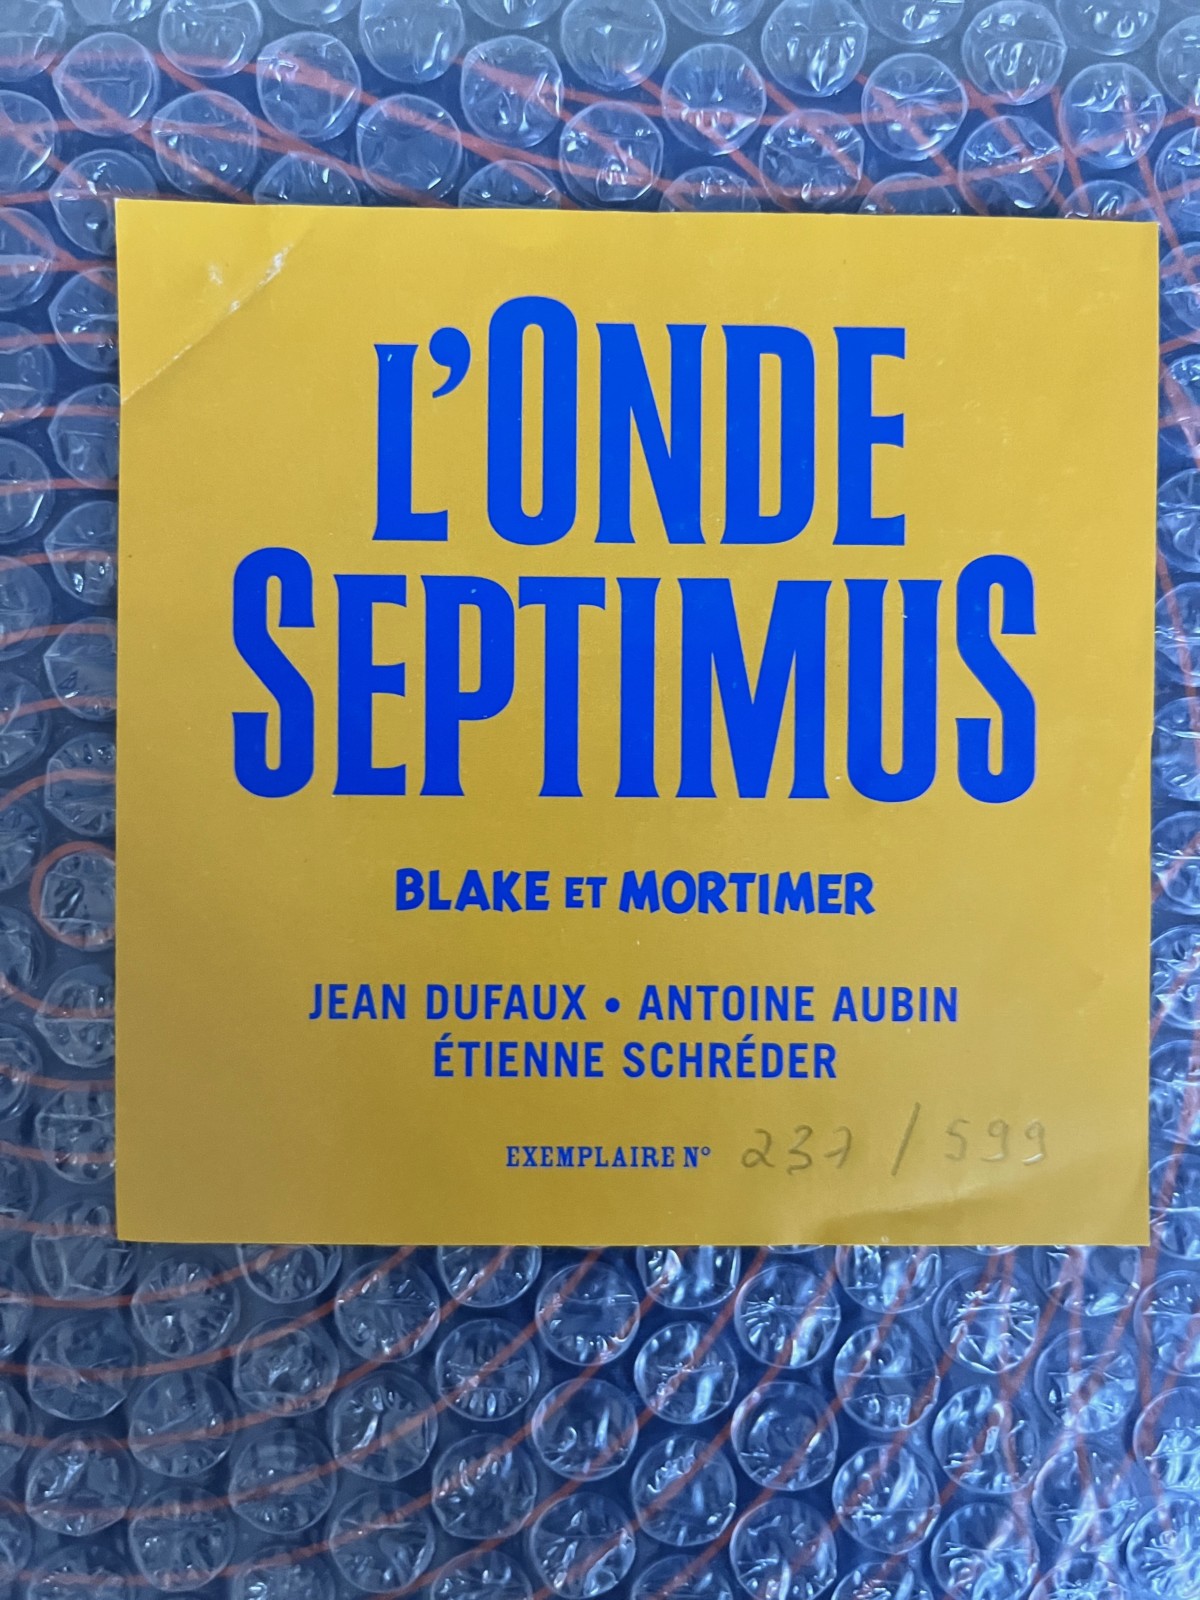 L'ONDE
SEPTIMUS
BLAKE ET MORTIMER
JEAN DUFAUX • ANTOINE AUBIN
ÉTIENNE SCHRÉDER
EXEMPLAIRE N° 237 / 599